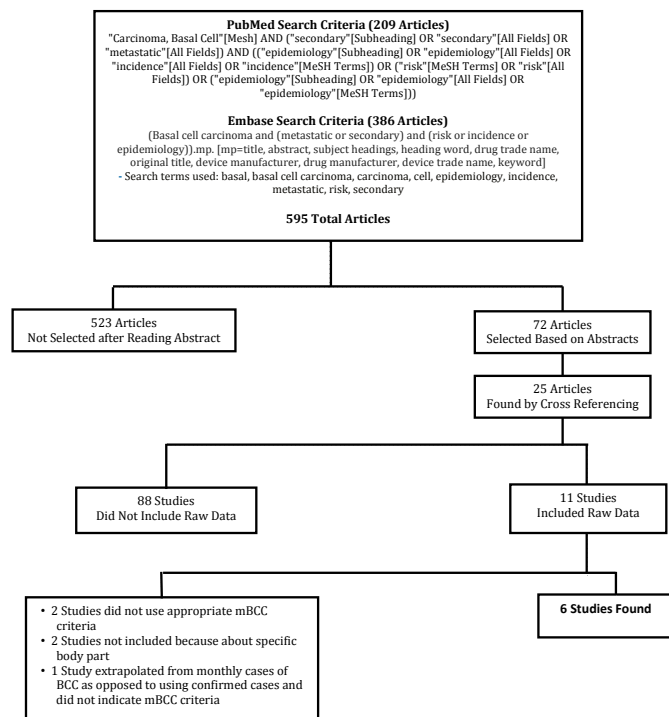 PubMed Search Criteria (209 Articles)
"Carcinoma, Basal Cell"[Mesh] AND ("secondary"[Subheading] OR "secondary"[All Fields] OR
"metastatic"[All Fields]) AND (("epidemiology"[Subheading] OR "epidemiology"[All Fields] OR
"incidence"[All Fields] OR "incidence"[MeSH Terms]) OR ("risk"[MeSH Terms] OR "risk"[All
Fields]) OR ("epidemiology"[Subheading] OR "epidemiology"[All Fields] OR
"epidemiology"[MeSH Terms]))
Embase Search Criteria (386 Articles)
(Basal cell carcinoma and (metastatic or secondary) and (risk or incidence or
epidemiology)).mp. [mp=title, abstract, subject headings, heading word, drug trade name,
original title, device manufacturer, drug manufacturer, device trade name, keyword]
- Search terms used: basal, basal cell carcinoma, carcinoma, cell, epidemiology, incidence,
metastatic, risk, secondary
595 Total Articles
523 Articles
Not Selected after Reading Abstract
72 Articles
Selected Based on Abstracts
25 Articles
Found by Cross Referencing
88 Studies
Did Not Include Raw Data
11 Studies
Included Raw Data
• 2 Studies did not use appropriate mBCC
criteria
• 2 Studies not included because about specific
body part
• 1 Study extrapolated from monthly cases of
BCC as opposed to using confirmed cases and
did not indicate mBCC criteria
6 Studies Found